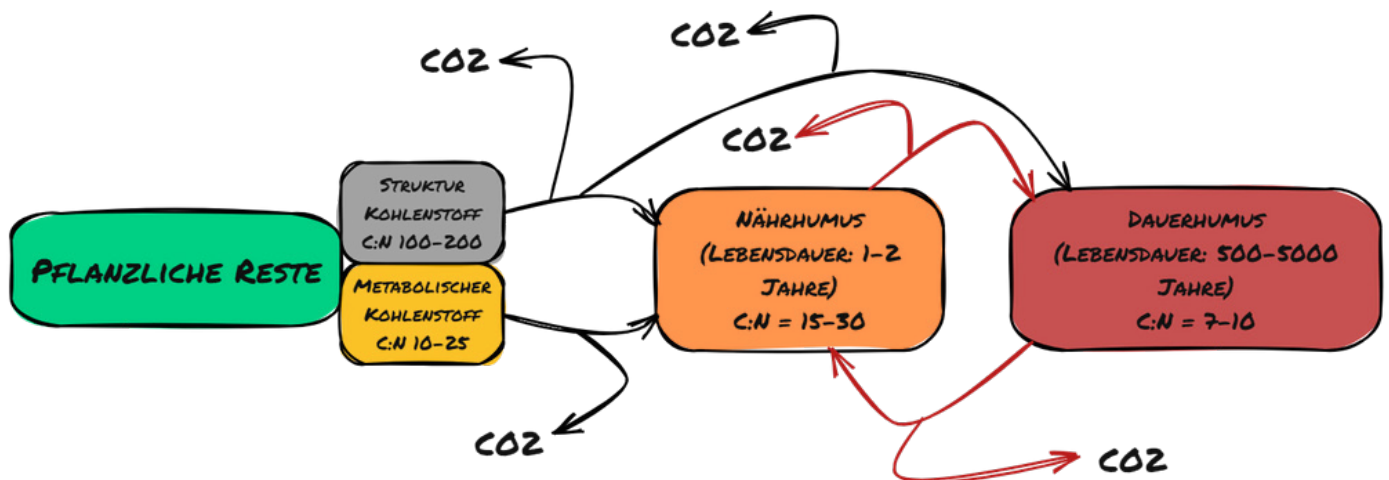 CO2
CO2
CO2
Pflanzliche Reste
Struktur
Kohlenstoff
C:N 100-200
Metabolischer
Kohlenstoff
C:N 10-25
Nährhumus
(Lebensdauer: 1-2
Jahre)
C:N = 15-30
Dauerhumus
(Lebensdauer: 500-5000
Jahre)
C:N = 7-10
CO2
CO2